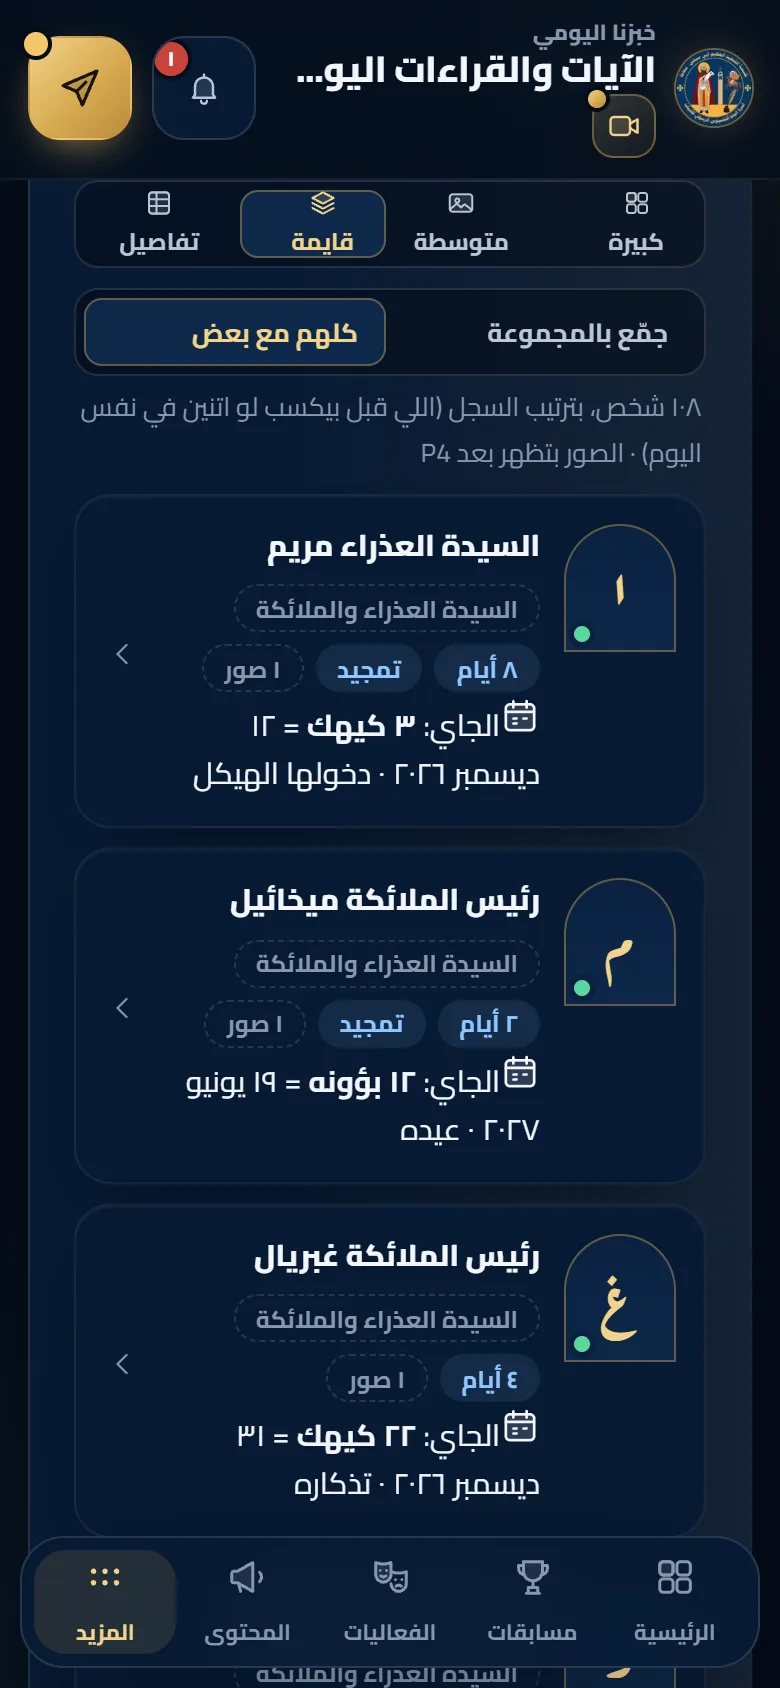 خبزنا اليومي
الآيات والقراءات اليو...
١
كبيرة
متوسطة
قايمة
تفاصيل
جمّع بالمجموعة
كلهم مع بعض
١٠٨ شخص، بترتيب السجل (اللي قبل بيكسب لو اتنين في نفس
اليوم) · الصور بتظهر بعد P4
ا
السيدة العذراء مريم
السيدة العذراء والملائكة
٨ أيام
تمجيد
١ صور
الجاي: ٣ كيهك = ١٢
ديسمبر ٢٠٢٦ · دخولها الهيكل
م
رئيس الملائكة ميخائيل
السيدة العذراء والملائكة
٢ أيام
تمجيد
١ صور
الجاي: ١٢ بؤونه = ١٩ يونيو
٢٠٢٧ · عيده
غ
رئيس الملائكة غبريال
السيدة العذراء والملائكة
٤ أيام
١ صور
الجاي: ٢٢ كيهك = ٣١
ديسمبر ٢٠٢٦ · تذكاره
الرئيسية
مسابقات
الفعاليات
المحتوى
المزيد
السيدة العذراء والملائكة